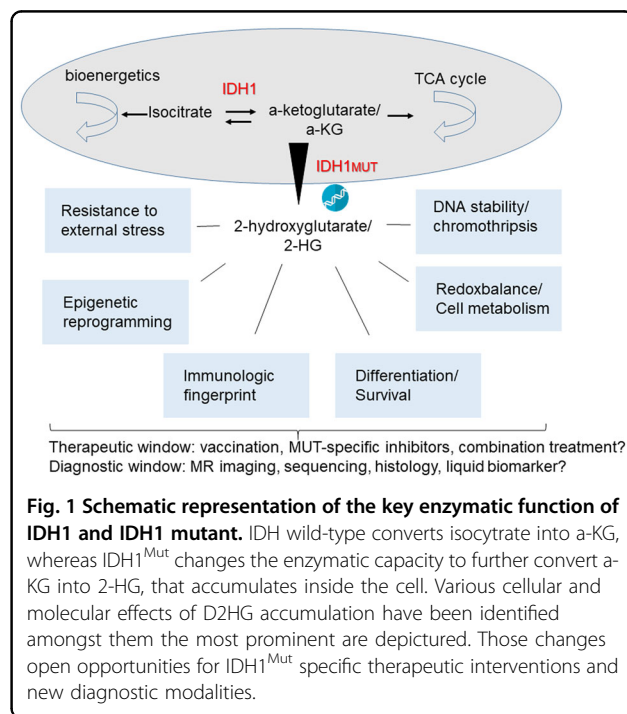 bioenergetics
IDH1
TCA cycle
Isocitrate
a-ketoglutarate/
a-KG
IDH1MUT
Resistance to
external stress
2-hydroxyglutarate/
2-HG
DNA stability/
chromothripsis
Epigenetic
reprogramming
Redoxbalance/
Cell metabolism
Immunologic
fingerprint
Differentiation/
Survival
Therapeutic window: vaccination, MUT-specific inhibitors, combination treatment?
Diagnostic window: MR imaging, sequencing, histology, liquid biomarker?
Fig. 1 Schematic representation of the key enzymatic function of
IDH1 and IDH1 mutant. IDH wild-type converts isocytrate into a-KG,
whereas IDH1Mut changes the enzymatic capacity to further convert a-
KG into 2-HG, that accumulates inside the cell. Various cellular and
molecular effects of D2HG accumulation have been identified
amongst them the most prominent are depictured. Those changes
open opportunities for IDH1Mut specific therapeutic interventions and
new diagnostic modalities.